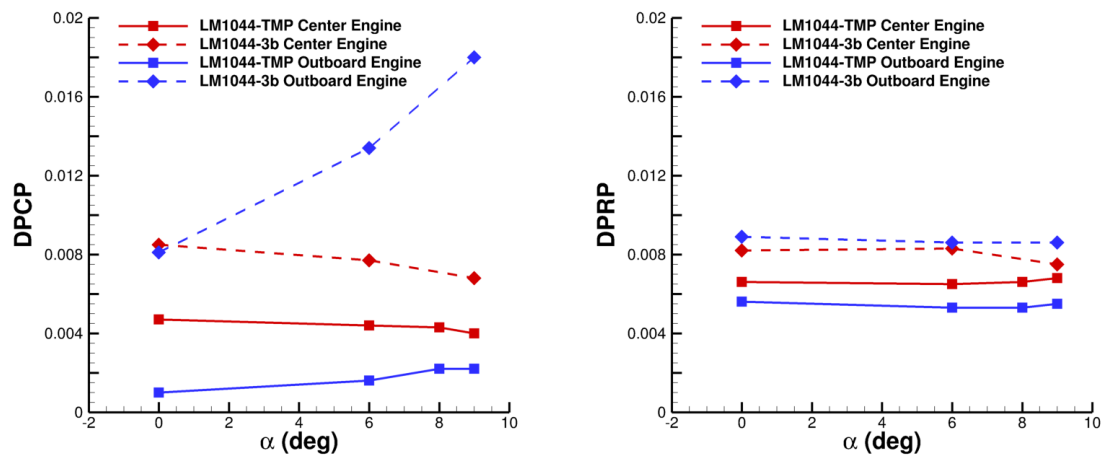 LM1044-TMP Center Engine
LM1044-3b Center Engine
LM1044-TMP Outboard Engine
LM1044-3b Outboard Engine
0.02
0.016
0.012
0.008
0.004
0
DPCP
-2 0 2 4 6 8 10
α (deg)
LM1044-TMP Center Engine
LM1044-3b Center Engine
LM1044-TMP Outboard Engine
LM1044-3b Outboard Engine
0.02
0.016
0.012
0.008
0.004
0
DPRP
-2 0 2 4 6 8 10
α (deg)